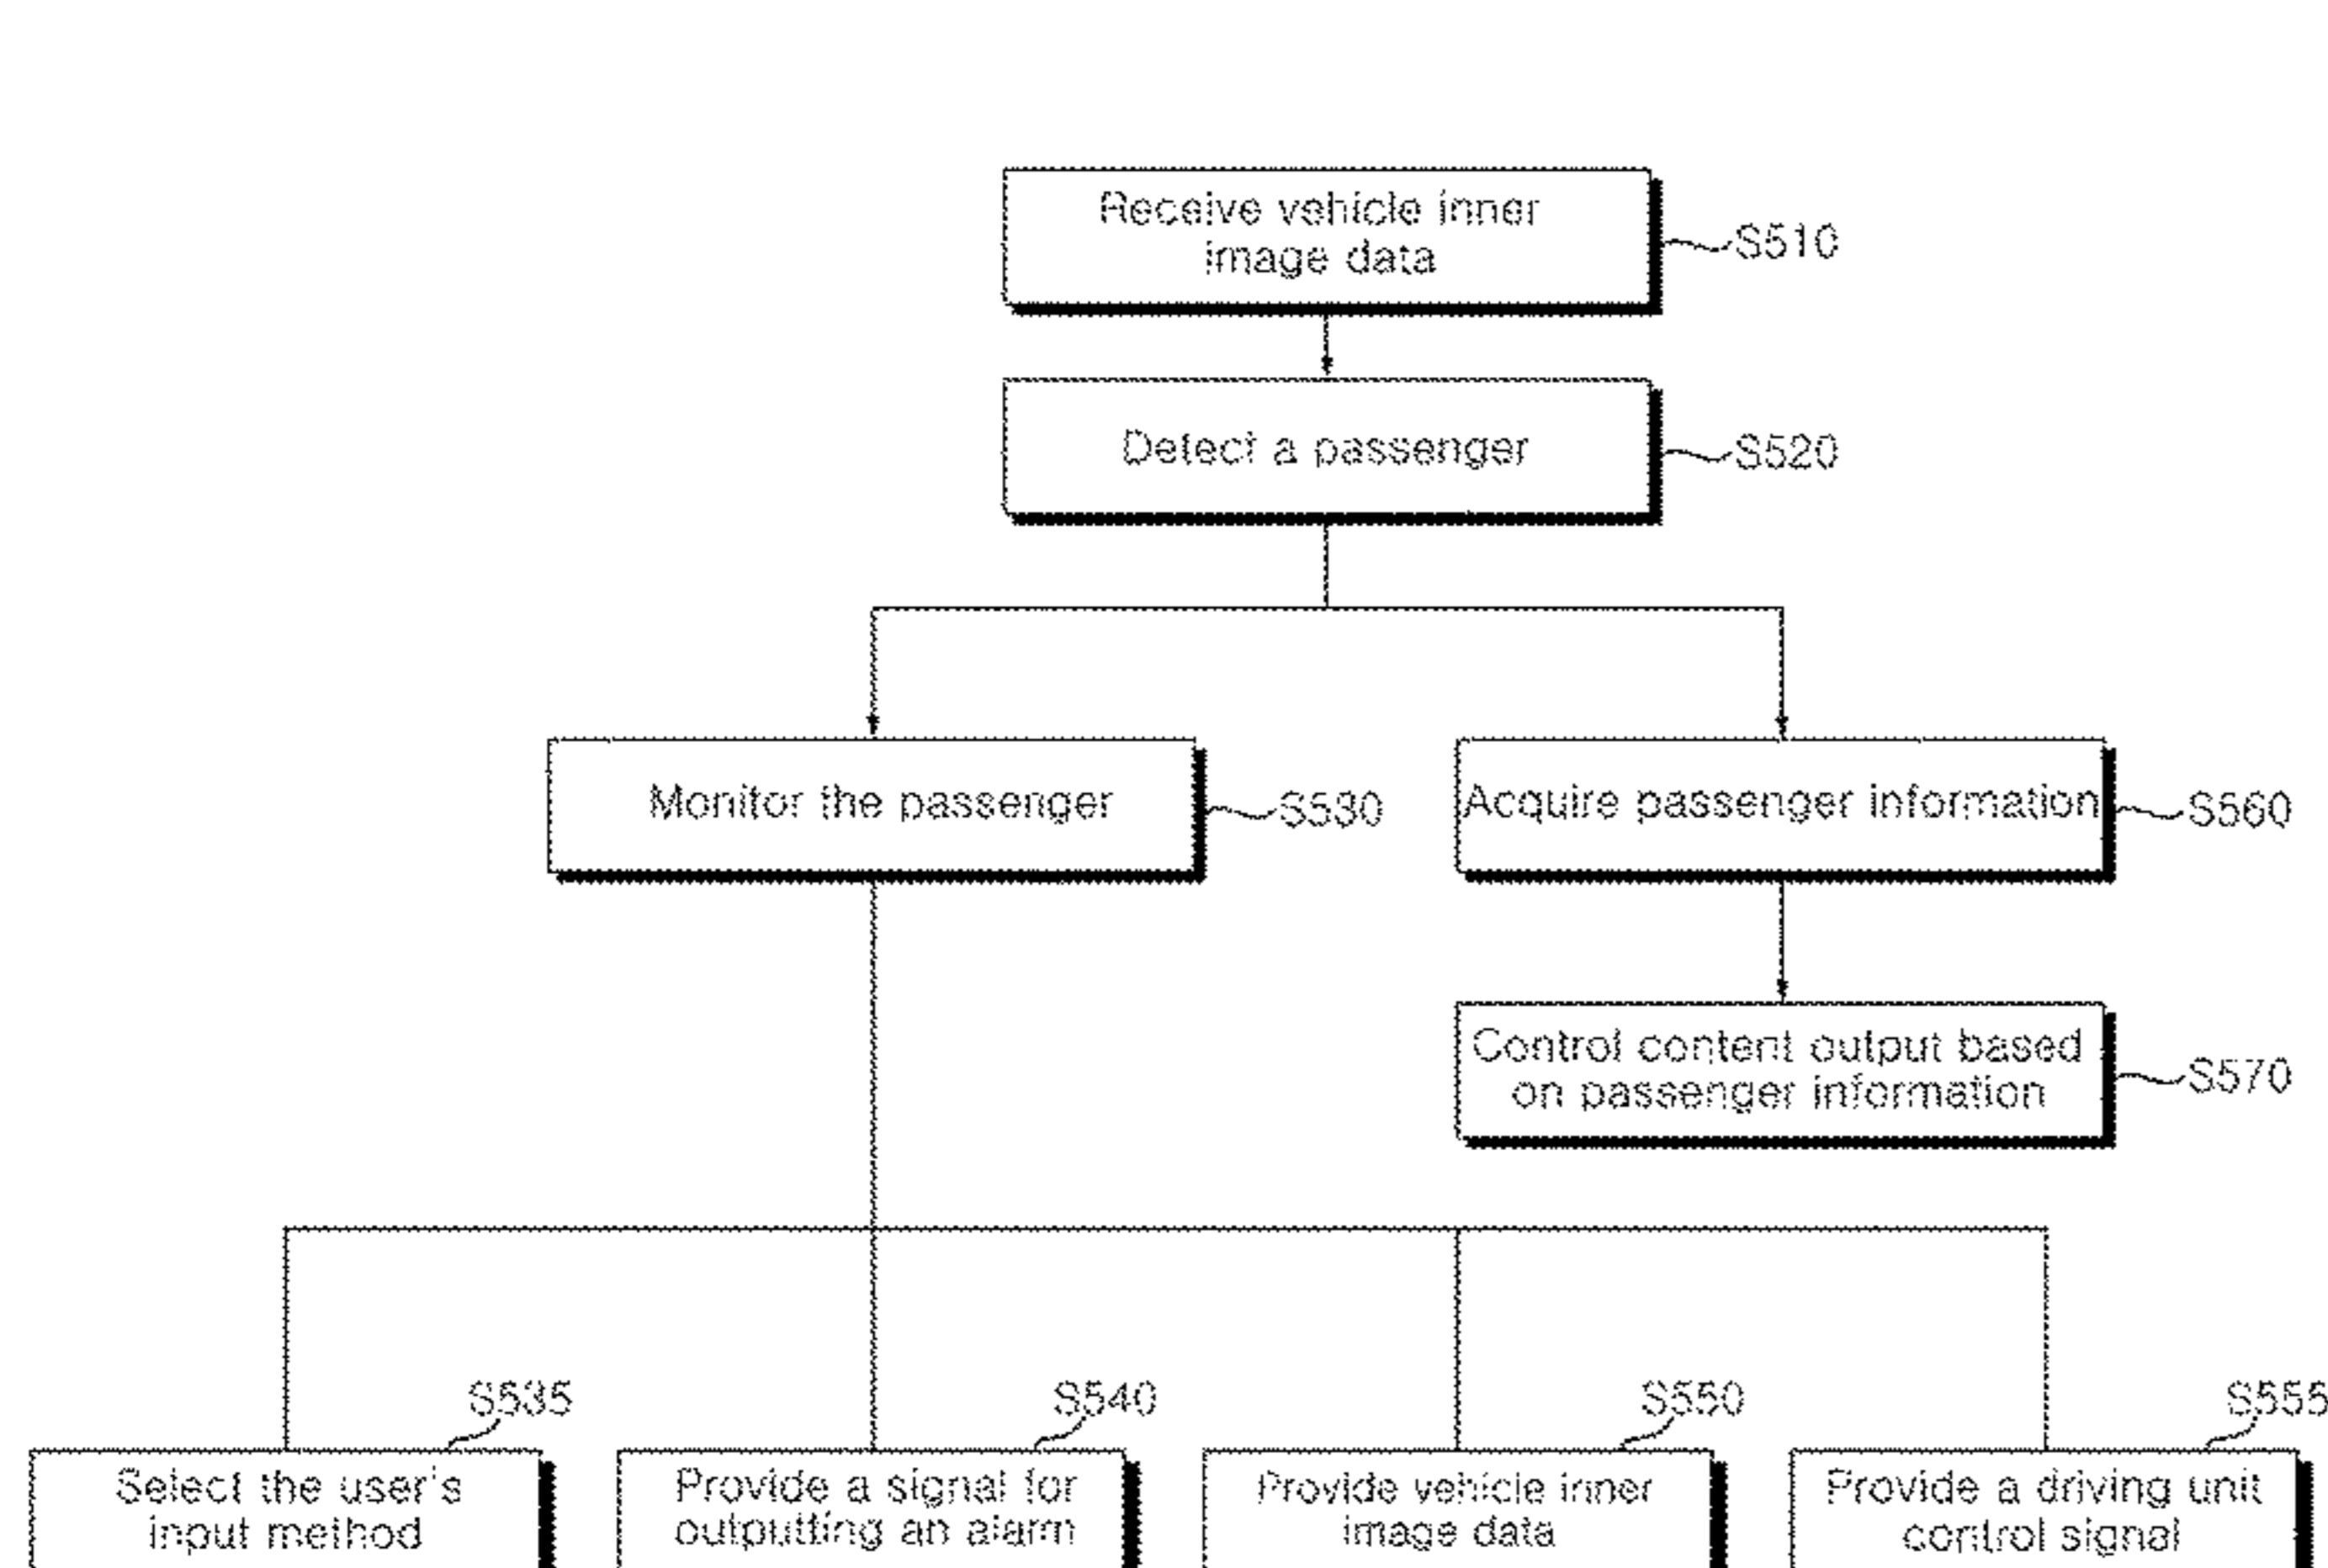 Receive vehicle inner
image data
S510
Detect a passenger
S520
Monitor the passenger
S530
Acquire passenger information
S560
Control content output based
on passenger information
S570
S535
Select the user's
input method
S540
Provide a signal for
outputting an alarm
S550
Provide vehicle inner
image data
S555
Provide a driving unit
control signal